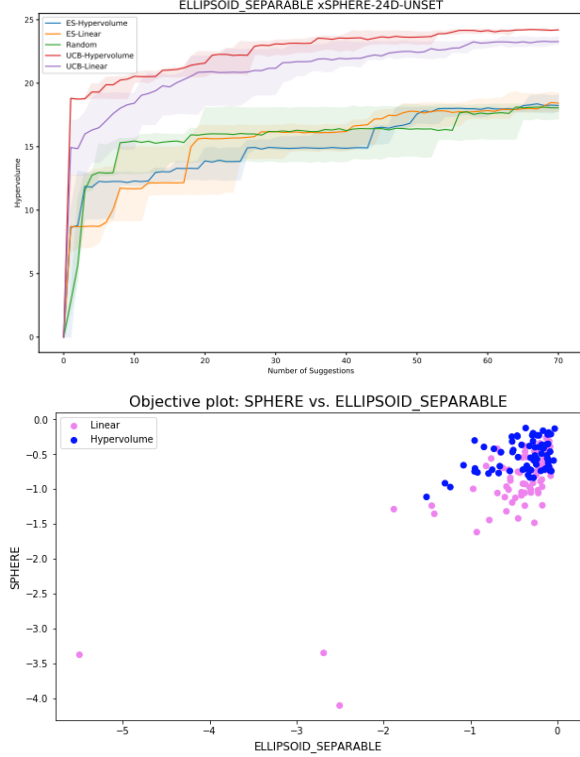 ELLIPSOID_SEPARABLE xSPHERE-24D-UNSET
25
20
15
10
5
0
Hypervolume
ES-Hypervolume
ES-Linear
Random
UCB-Hypervolume
UCB-Linear
0 10 20 30 40 50 60 70
Number of Suggestions
Objective plot: SPHERE vs. ELLIPSOID_SEPARABLE
0.0
−0.5
−1.0
−1.5
−2.0
−2.5
−3.0
−3.5
−4.0
SPHERE
Linear
Hypervolume
−5 −4 −3 −2 −1 0
ELLIPSOID_SEPARABLE